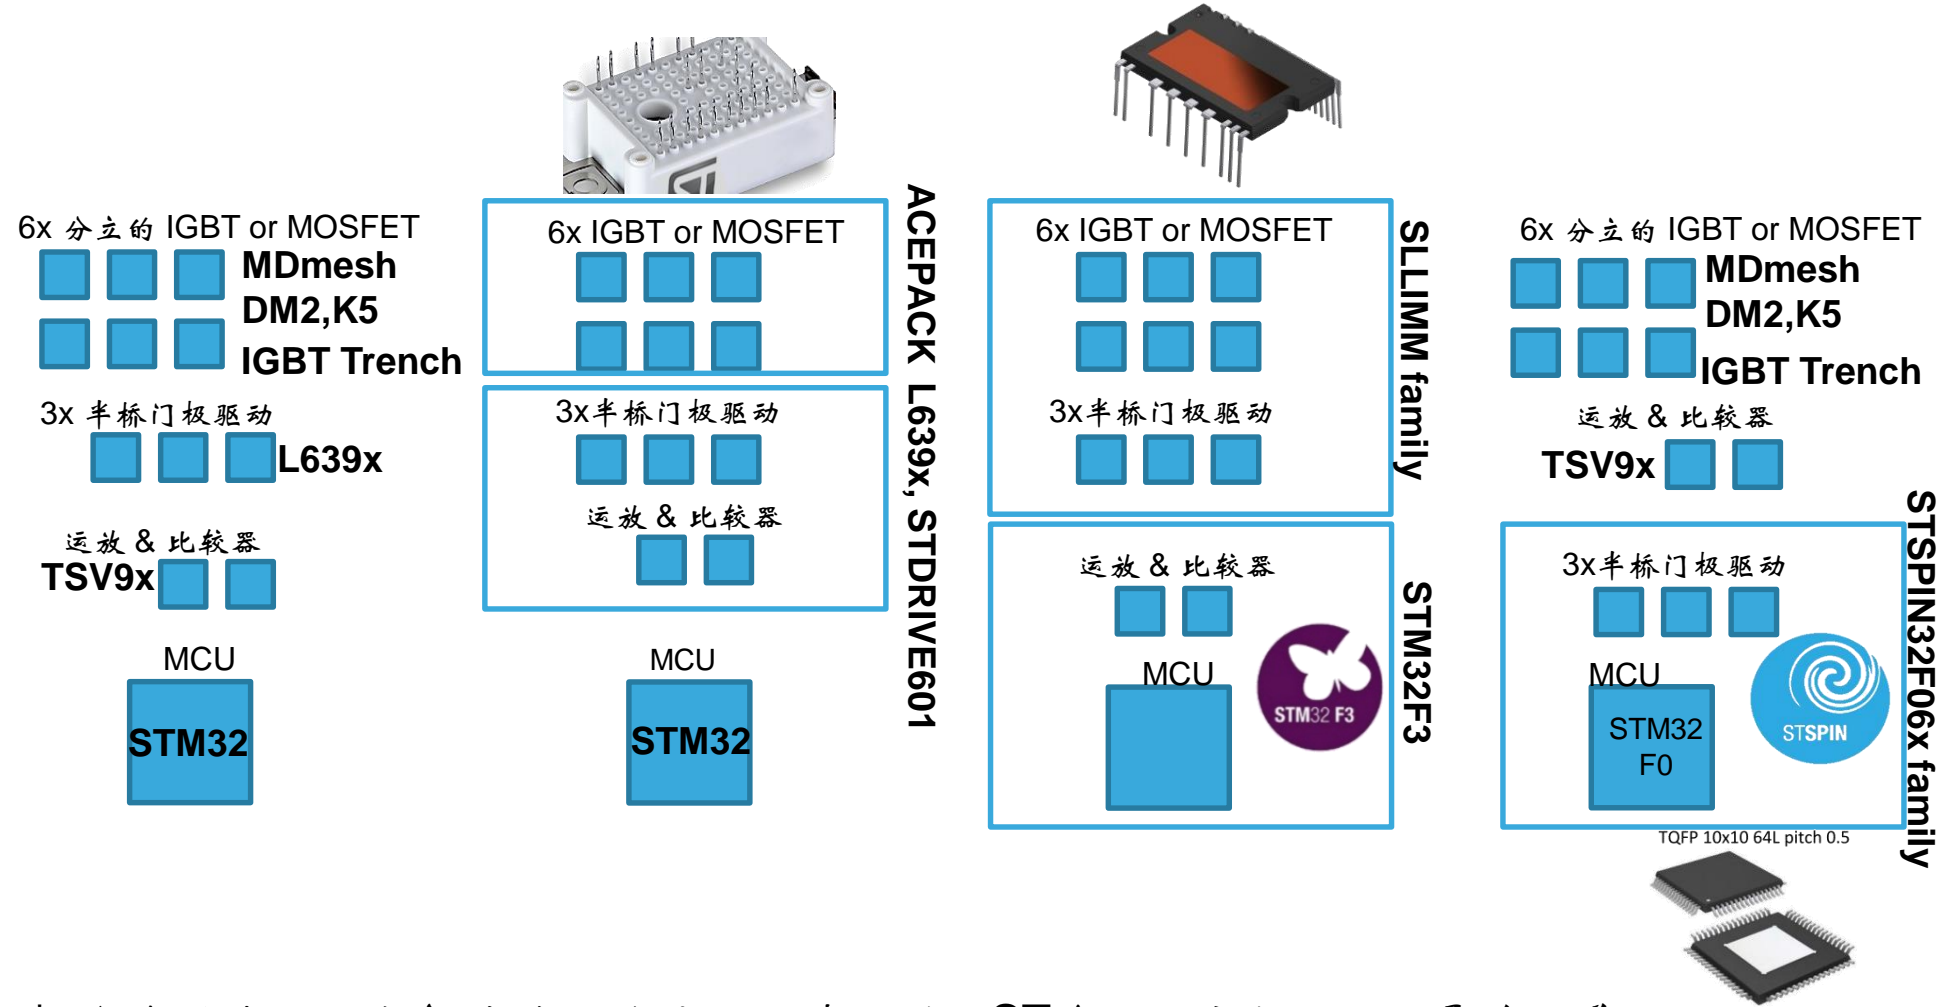 6x 分立的 IGBT or MOSFET
MDmesh
DM2,K5
IGBT Trench
3x 半桥门极驱动
L639x
运放 & 比较器
TSV9x
MCU
STM32
6x IGBT or MOSFET
ACEPACK
3x半桥门极驱动
运放 & 比较器
L639x, STDRIVE601
MCU
STM32
6x IGBT or MOSFET
3x半桥门极驱动
SLLIMM family
运放 & 比较器
MCU
STM32 F3
STM32F3
6x 分立的 IGBT or MOSFET
MDmesh
DM2,K5
IGBT Trench
运放 & 比较器
TSV9x
3x半桥门极驱动
MCU
STM32
F0
STSPIN
STSPIN32F06x family
TQFP 10x10 64L pitch 0.5
ST